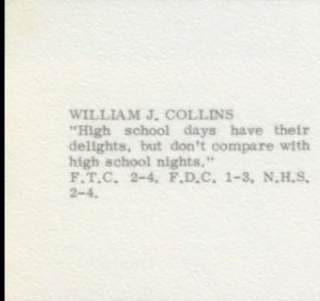 WILLIAM J. COLLINS
"High school days have their
delights, but don't compare with
high school nights."
F.T.C. 2-4, F.D.C. 1-3, N.H.S.
2-4.